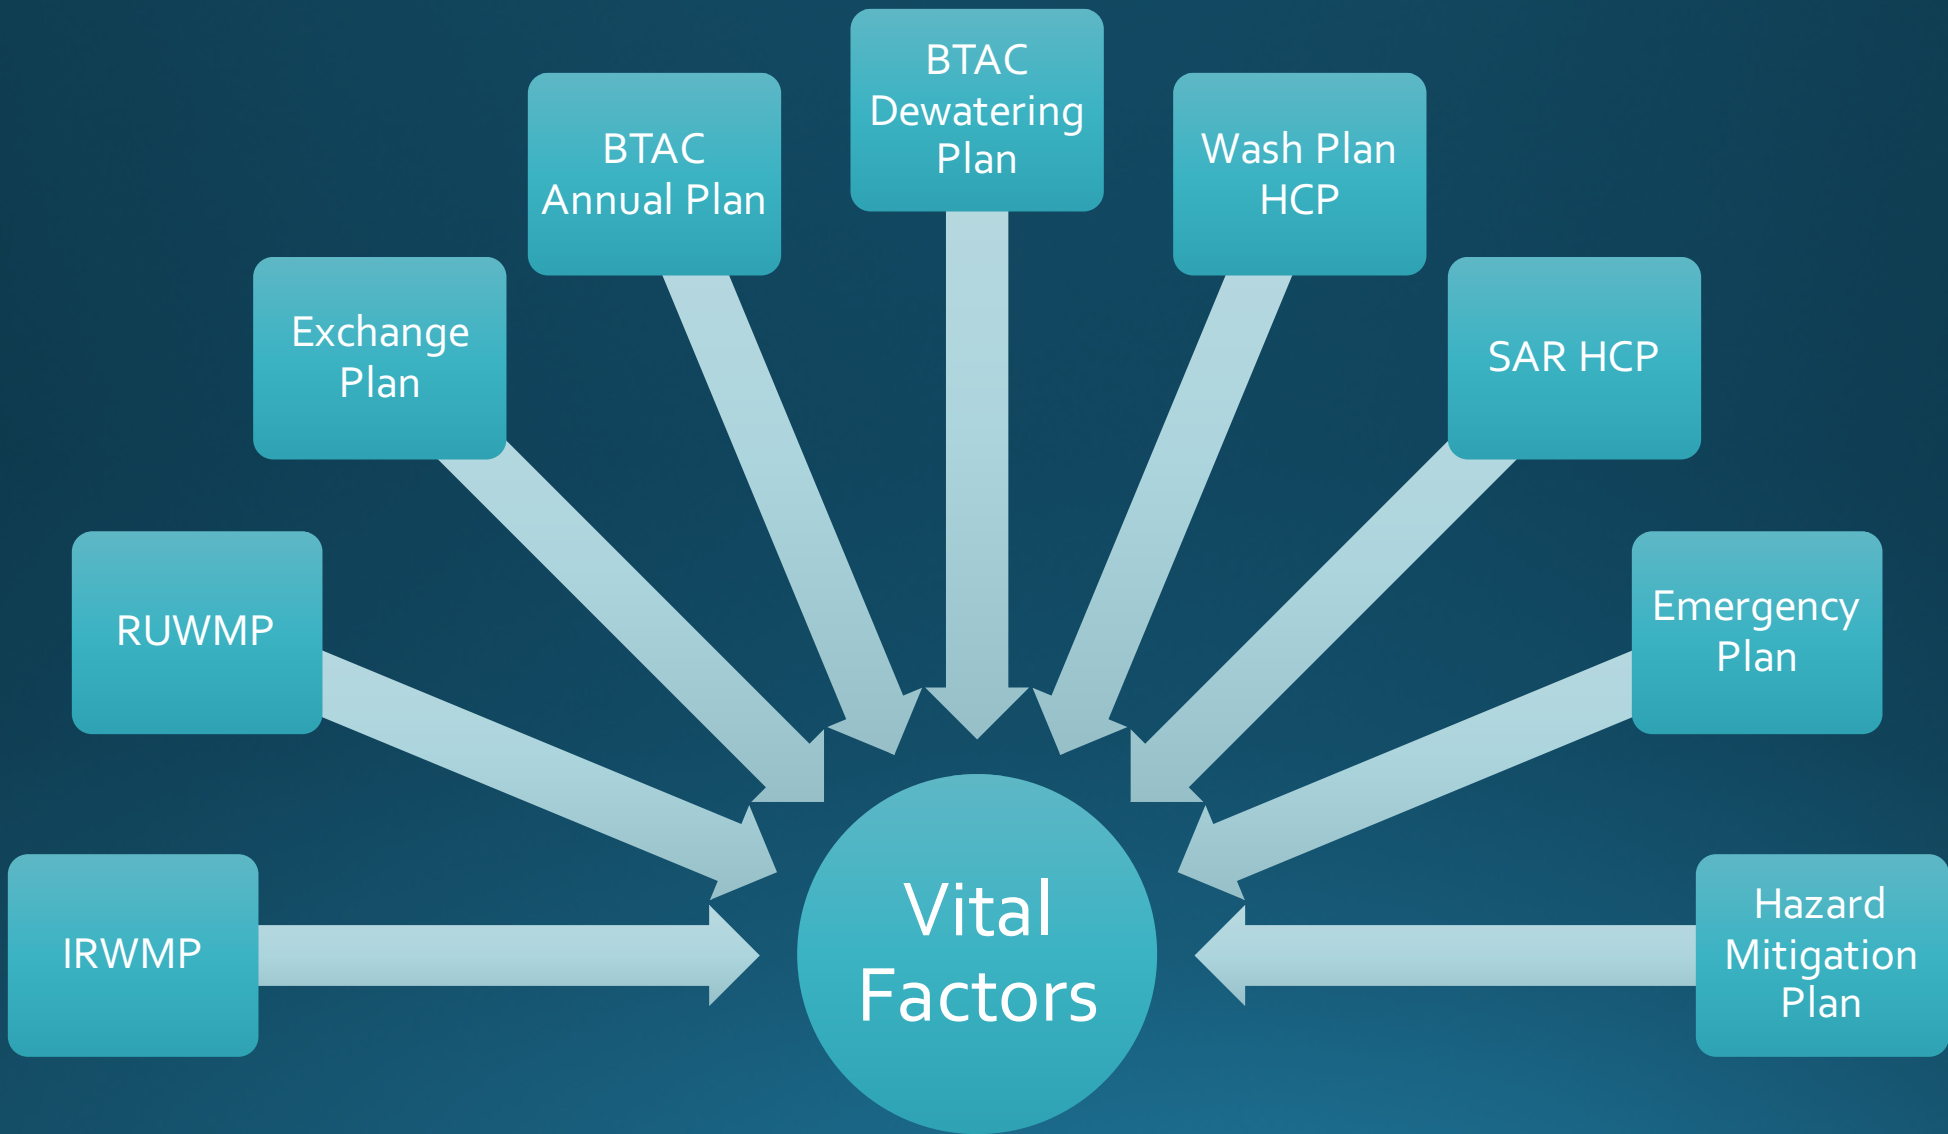 BTAC
Dewatering
Plan
BTAC
Annual Plan
Wash Plan
HCP
Exchange
Plan
SAR HCP
RUWMP
Emergency
Plan
IRWMP
Vital
Factors
Hazard
Mitigation
Plan